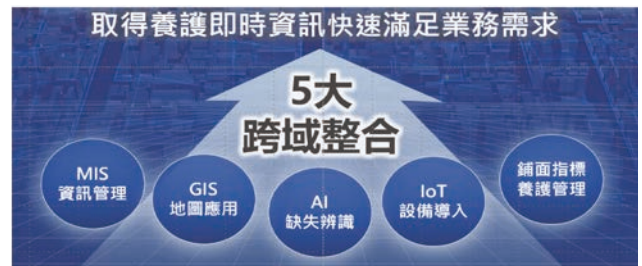 取得養護即時資訊快速滿足業務需求
5大
跨域整合
MIS
資訊管理
GIS
地圖應用
AI
缺失辨識
IoT
設備導入
鋪面指標
養護管理